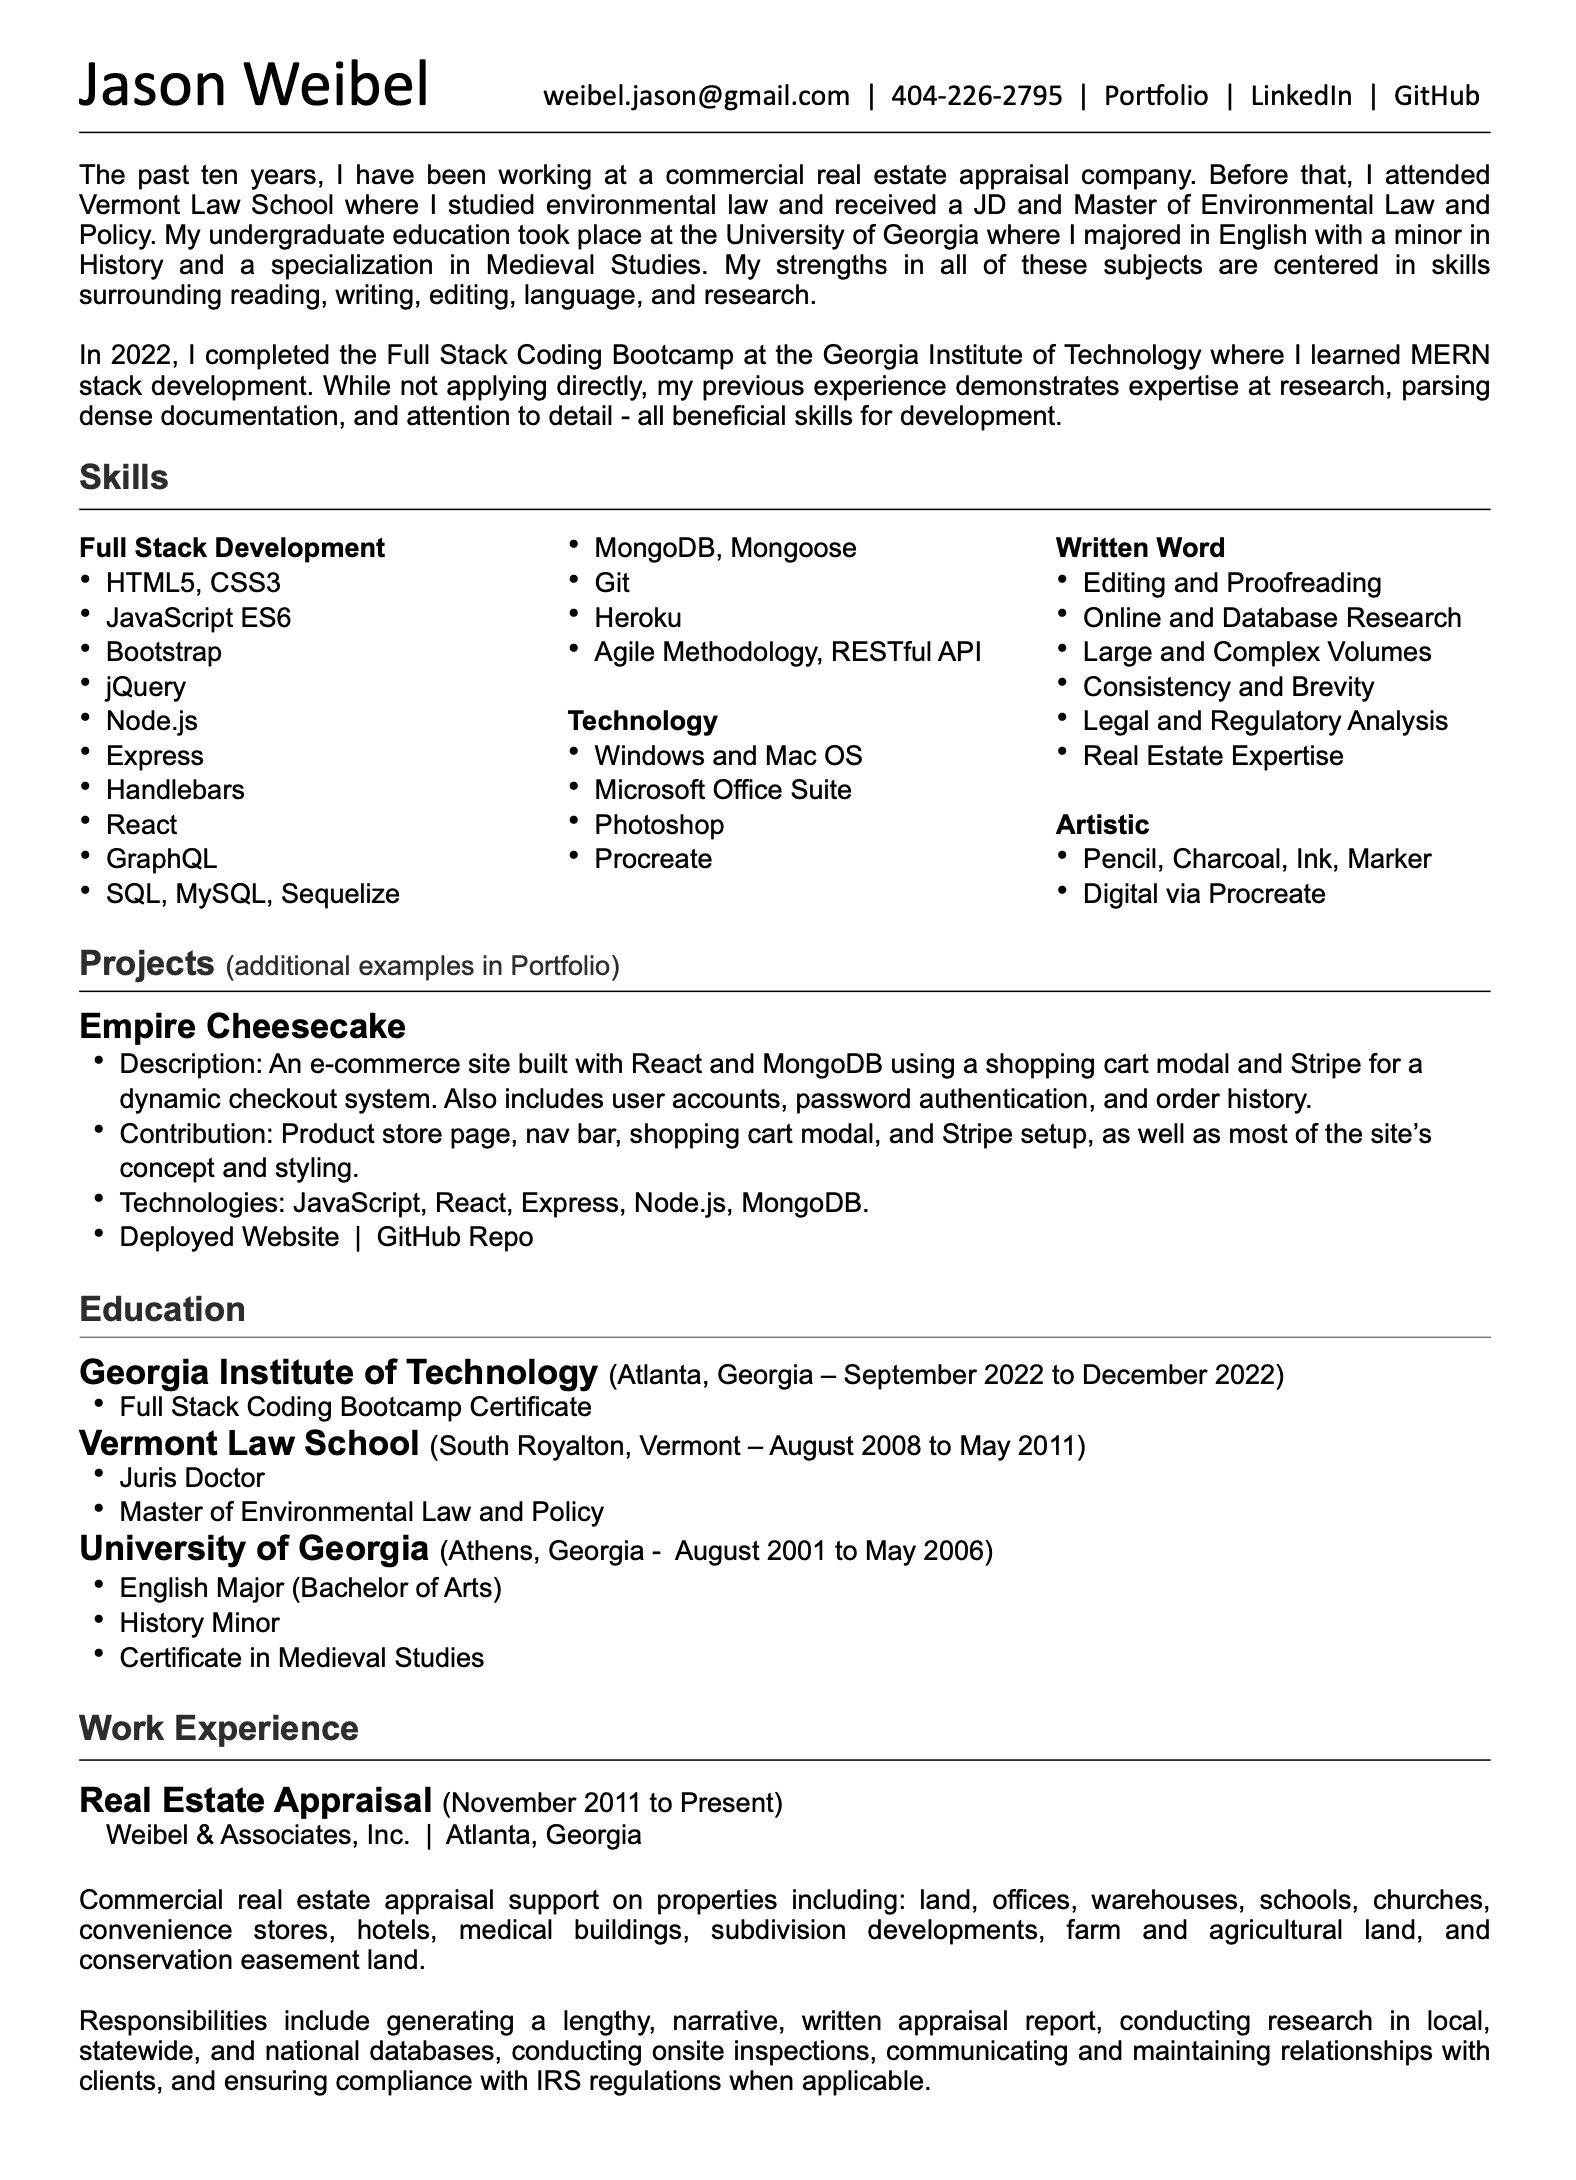 Jason Weibel
weibel.jason@gmail.com | 404-226-2795 | Portfolio | LinkedIn | GitHub
The past ten years, I have been working at a commercial real estate appraisal company. Before that, I attended
Vermont Law School where I studied environmental law and received a JD and Master of Environmental Law and
Policy. My undergraduate education took place at the University of Georgia where I majored in English with a minor in
History and a specialization in Medieval Studies. My strengths in all of these subjects are centered in skills
surrounding reading, writing, editing, language, and research.
In 2022, I completed the Full Stack Coding Bootcamp at the Georgia Institute of Technology where I learned MERN
stack development. While not applying directly, my previous experience demonstrates expertise at research, parsing
dense documentation, and attention to detail - all beneficial skills for development.
Skills
Full Stack Development
• HTML5, CSS3
• JavaScript ES6
• Bootstrap
• jQuery
• Node.js
• Express
• Handlebars
• React
• GraphQL
• SQL, MySQL, Sequelize
• MongoDB, Mongoose
• Git
• Heroku
• Agile Methodology, RESTful API
Technology
• Windows and Mac OS
• Microsoft Office Suite
• Photoshop
• Procreate
Written Word
• Editing and Proofreading
• Online and Database Research
• Large and Complex Volumes
• Consistency and Brevity
• Legal and Regulatory Analysis
• Real Estate Expertise
Artistic
• Pencil, Charcoal, Ink, Marker
• Digital via Procreate
Projects (additional examples in Portfolio)
Empire Cheesecake
• Description: An e-commerce site built with React and MongoDB using a shopping cart modal and Stripe for a
dynamic checkout system. Also includes user accounts, password authentication, and order history.
• Contribution: Product store page, nav bar, shopping cart modal, and Stripe setup, as well as most of the site’s
concept and styling.
• Technologies: JavaScript, React, Express, Node.js, MongoDB.
• Deployed Website | GitHub Repo
Education
Georgia Institute of Technology (Atlanta, Georgia – September 2022 to December 2022)
• Full Stack Coding Bootcamp Certificate
Vermont Law School (South Royalton, Vermont – August 2008 to May 2011)
• Juris Doctor
• Master of Environmental Law and Policy
University of Georgia (Athens, Georgia - August 2001 to May 2006)
• English Major (Bachelor of Arts)
• History Minor
• Certificate in Medieval Studies
Work Experience
Real Estate Appraisal (November 2011 to Present)
Weibel & Associates, Inc. | Atlanta, Georgia
Commercial real estate appraisal support on properties including: land, offices, warehouses, schools, churches,
convenience stores, hotels, medical buildings, subdivision developments, farm and agricultural land, and
conservation easement land.
Responsibilities include generating a lengthy, narrative, written appraisal report, conducting research in local,
statewide, and national databases, conducting onsite inspections, communicating and maintaining relationships with
clients, and ensuring compliance with IRS regulations when applicable.